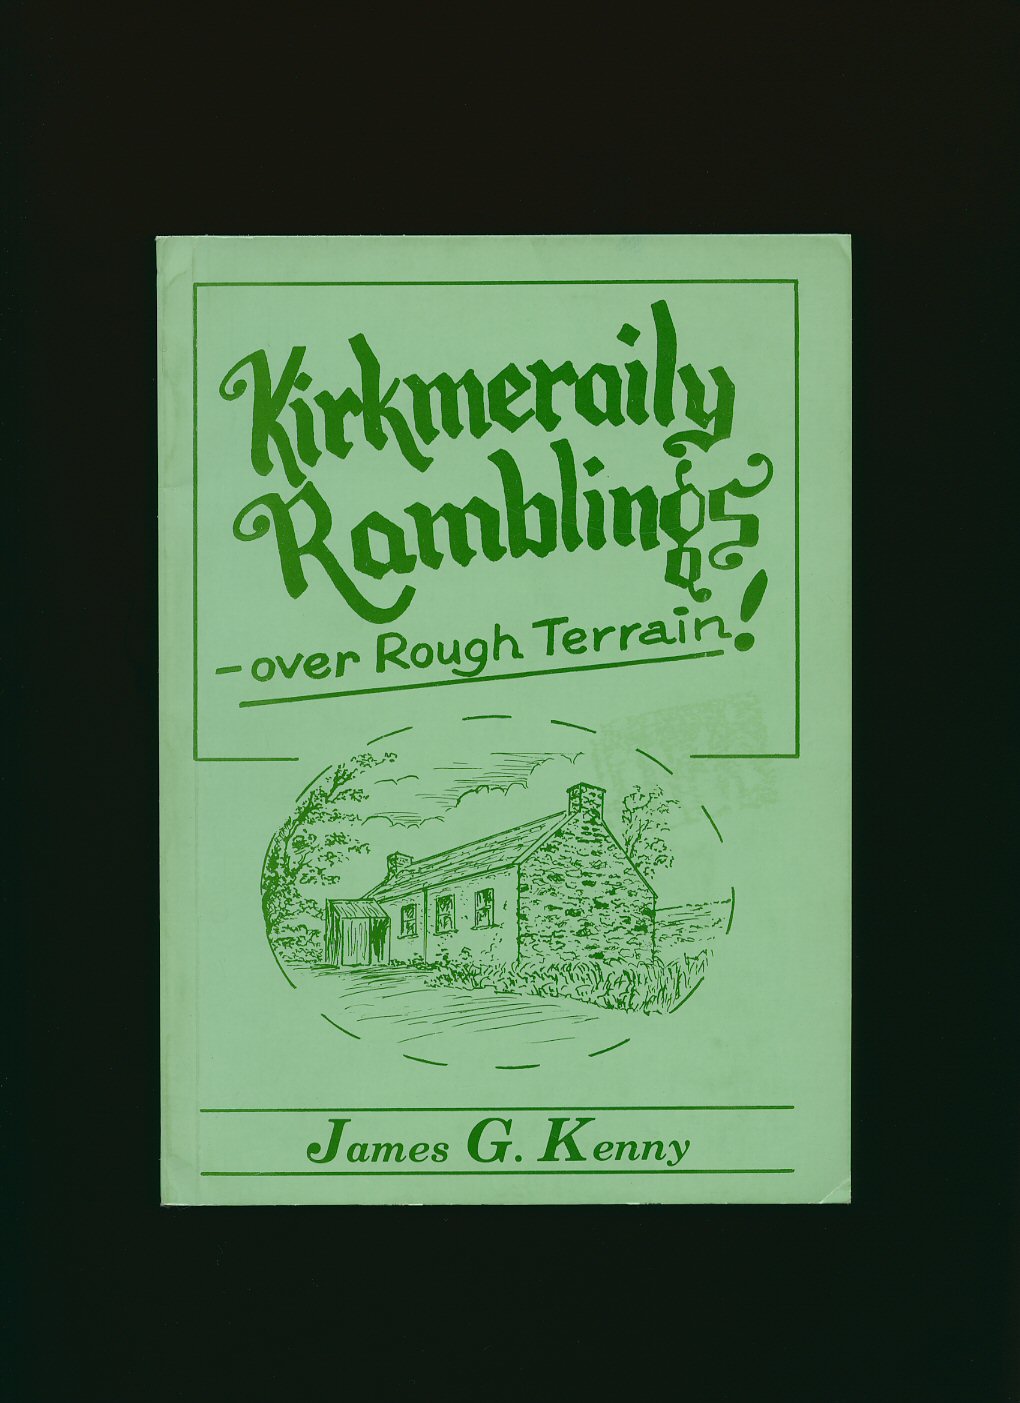 Kirkmeraily
Ramblings
- over Rough Terrain!
James G. Kenny